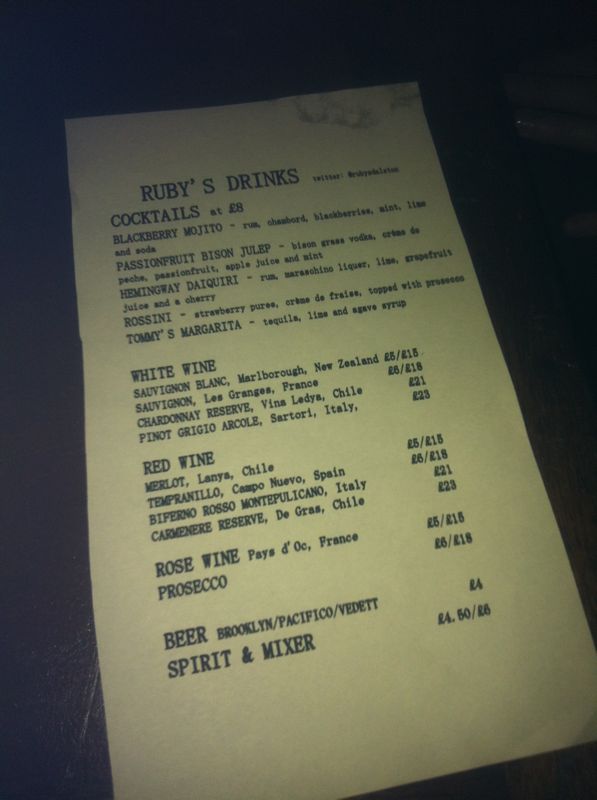 RUBY'S DRINKS twitter: @rubysdalston
COCKTAILS at £8
BLACKBERRY MOJITO - rum, chambord, blackberries, mint, lime
and soda
PASSIONFRUIT BISON JULEP - bison grass vodka, crème de
peche, passionfruit, apple juice and mint
HEMINGWAY DAIQUIRI - rum, maraschino liquer, lime, grapefruit
juice and a cherry
ROSSINI - strawberry puree, crème de fraise, topped with prosecco
TOMMY'S MARGARITA - tequila, lime and agave syrup
WHITE WINE
SAUVIGNON BLANC, Marlborough, New Zealand £5/£15
SAUVIGNON, Les Granges, France £6/£18
CHARDONNAY RESERVE, Vina Ledya, Chile £21
PINOT GRIGIO ARCOLE, Sartori, Italy, £23
RED WINE
MERLOT, Lanya, Chile £5/£15
TEMPRANILLO, Campo Nuevo, Spain £6/£18
BIFERNO ROSSO MONTEPULICANO, Italy £21
CARMENERE RESERVE, De Gras, Chile £23
ROSE WINE Pays d'Oc, France £5/£15
PROSECCO £6/£18
BEER BROOKLYN/PACIFICO/VEDETT £4
SPIRIT & MIXER £4.50/£6